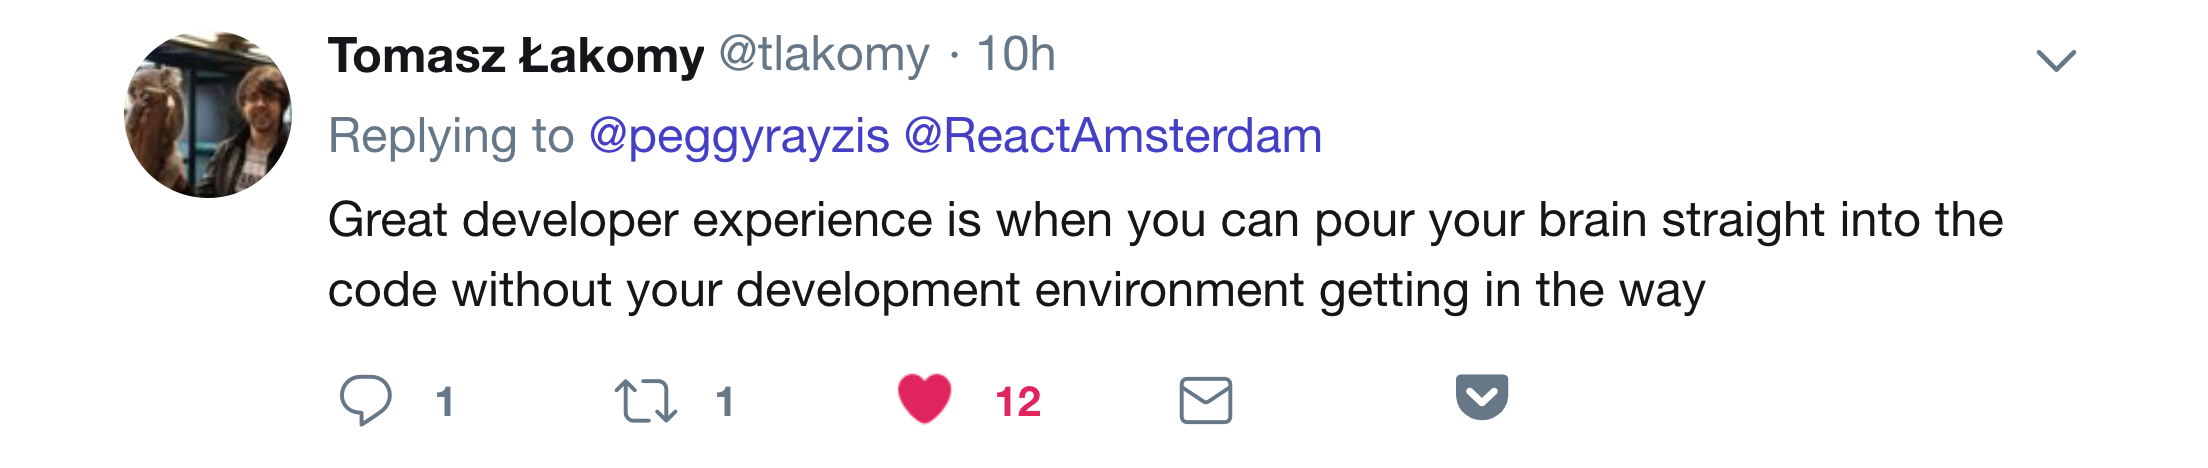 Tomasz Łakomy @tlakomy · 10h
Replying to @peggyrayzis @ReactAmsterdam
Great developer experience is when you can pour your brain straight into the
code without your development environment getting in the way
1 1 12